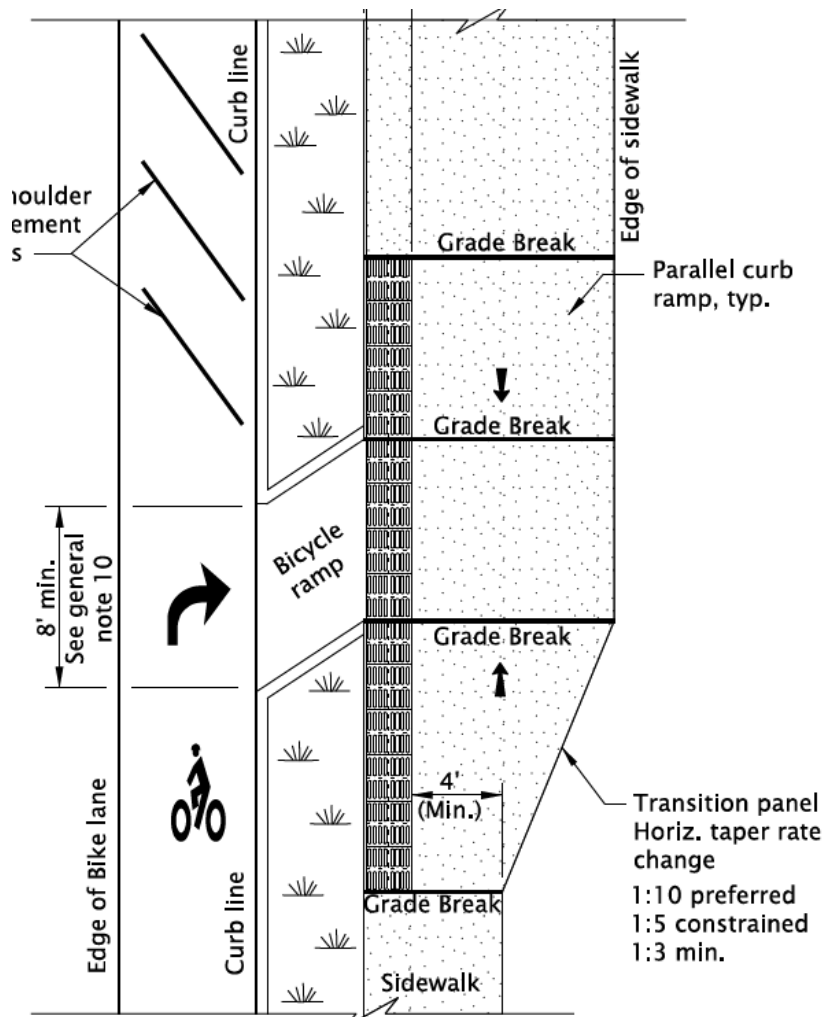 Curb line
Edge of sidewalk
Grade Break
Parallel curb
ramp, typ.
Grade Break
8' min.
See general
note 10
Bicycle
ramp
Grade Break
4'
(Min.)
Transition panel
Horiz. taper rate
change
1:10 preferred
1:5 constrained
1:3 min.
Edge of Bike lane
Curb line
Grade Break
Sidewalk